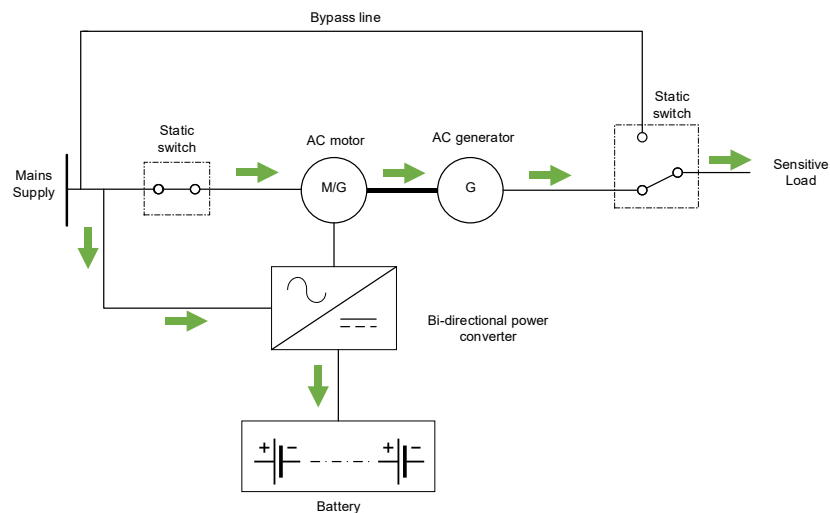 Bypass line
Static
switch
AC motor
AC generator
Static
switch
Mains
Supply
M/G
G
Sensitive
Load
Bi-directional power
converter
+ − + −
Battery